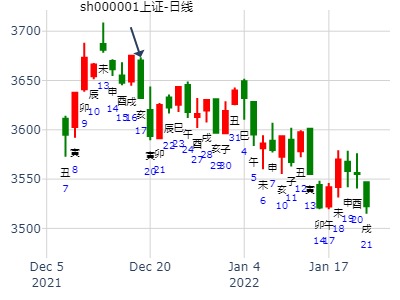 sh000001上证-日线
3700
3650
3600
3550
3500
丑
7
寅
8
卯
9
辰
10
未
13
申
14
酉
15
戌
16
亥
17
寅
20
卯
21
辰
22
巳
23
午
24
酉
27
戌
28
亥
29
子
30
丑
31
巳
4
午
5
未
6
申
7
亥
10
子
11
丑
12
寅
13
卯
14
午
17
未
18
申
19
酉
20
戌
21
Dec 5
2021
Dec 20
Jan 4
2022
Jan 17